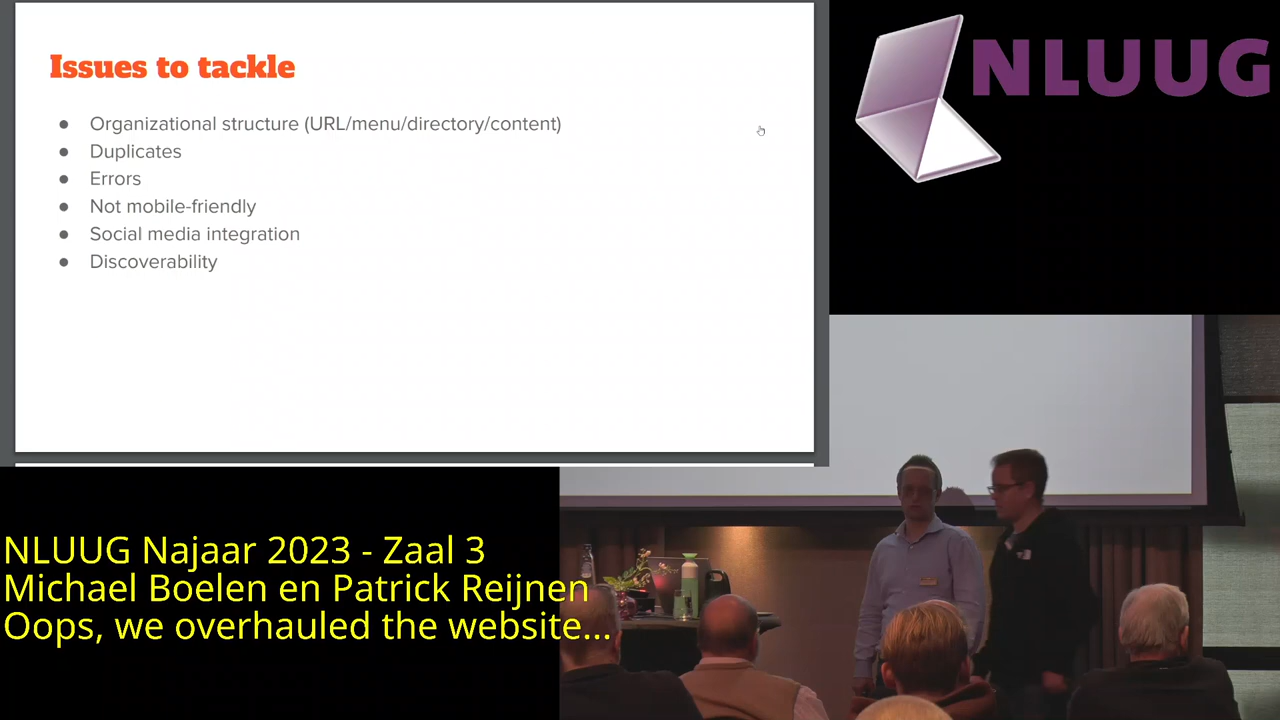 Issues to tackle
● Organizational structure (URL/menu/directory/content)
● Duplicates
● Errors
● Not mobile-friendly
● Social media integration
● Discoverability
NLUUG
NLUUG Najaar 2023 - Zaal 3
Michael Boelen en Patrick Reijnen
Oops, we overhauled the website...